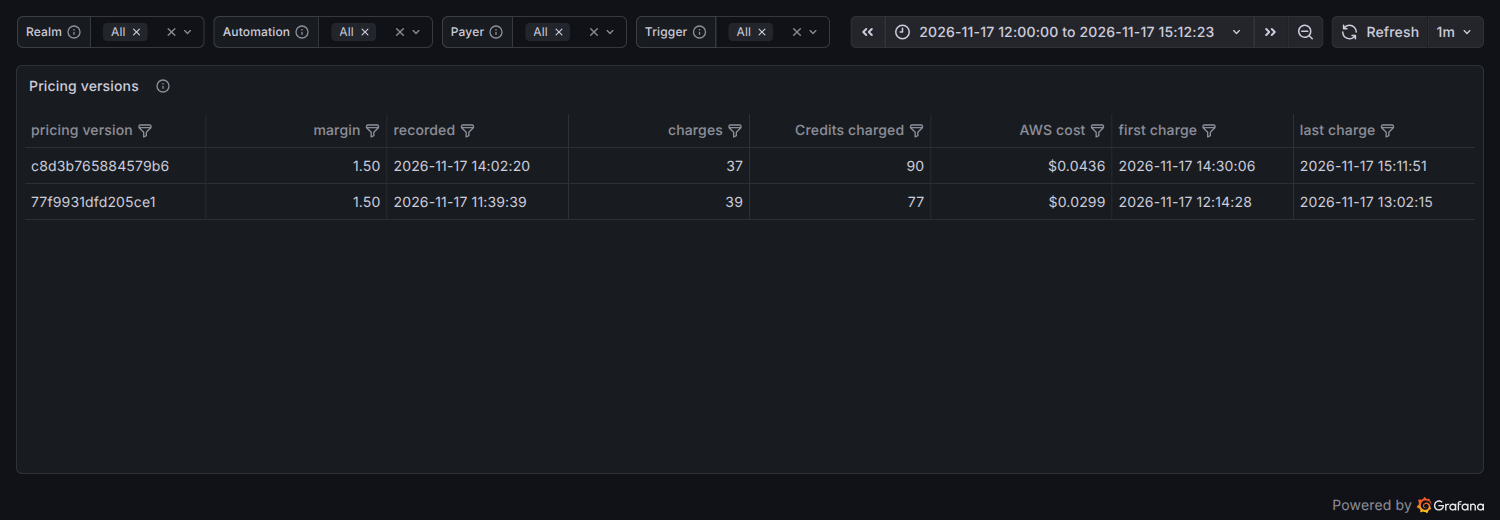 Realm All Automation All Payer All Trigger All 2026-11-17 12:00:00 to 2026-11-17 15:12:23 Refresh 1m
Pricing versions
pricing version margin recorded charges Credits charged AWS cost first charge last charge
c8d3b765884579b6 1.50 2026-11-17 14:02:20 37 90 $0.0436 2026-11-17 14:30:06 2026-11-17 15:11:51
77f9931dfd205ce1 1.50 2026-11-17 11:39:39 39 77 $0.0299 2026-11-17 12:14:28 2026-11-17 13:02:15
Powered by Grafana